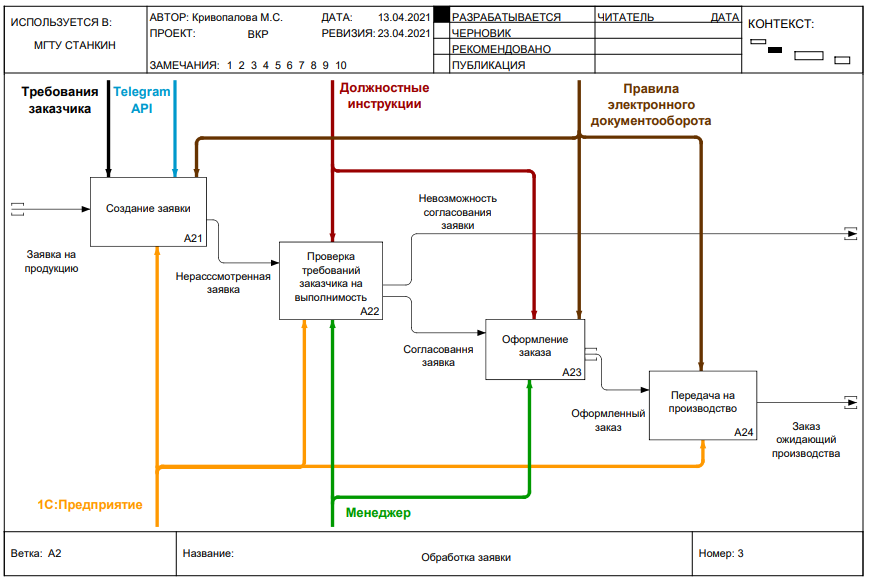 ИСПОЛЬЗУЕТСЯ В:
МГТУ СТАНКИН
АВТОР: Кривопалова М.С.
ДАТА: 13.04.2021
ПРОЕКТ: ВКР
РЕВИЗИЯ: 23.04.2021
ЗАМЕЧАНИЯ: 1 2 3 4 5 6 7 8 9 10
РАЗРАБАТЫВАЕТСЯ
ЧЕРНОВИК
РЕКОМЕНДОВАНО
ПУБЛИКАЦИЯ
ЧИТАТЕЛЬ
ДАТА
КОНТЕКСТ:
Требования
заказчика
Telegram
API
Должностные
инструкции
Правила
электронного
документооборота
Создание заявки
A21
Заявка на
продукцию
Нерасссмотренная
заявка
Проверка
требований
заказчика на
выполнимость
A22
Невозможность
согласования
заявки
Согласовання
заявка
Оформление
заказа
A23
Оформленный
заказ
Передача на
производство
A24
Заказ
ожидающий
производства
1С:Предприятие
Менеджер
Ветка: A2
Название:
Обработка заявки
Номер: 3